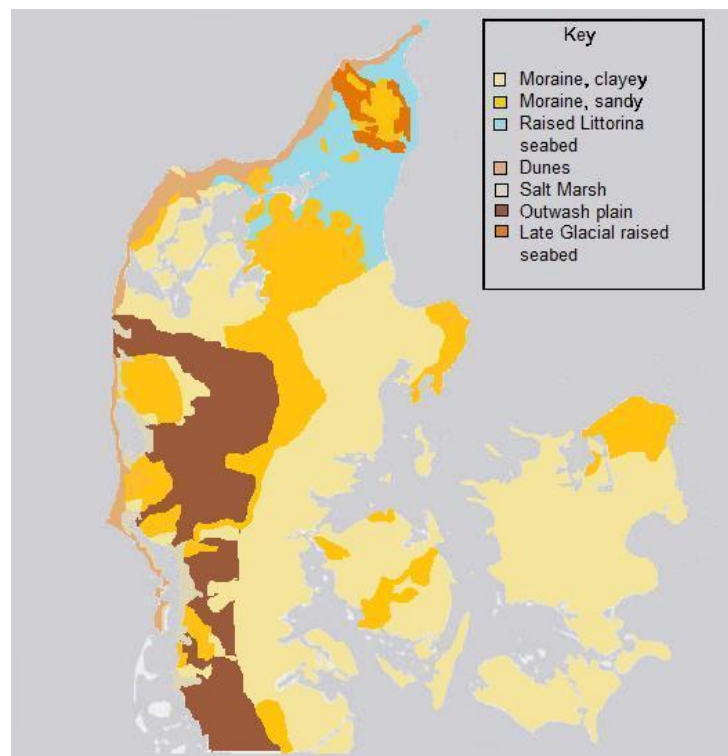 Key
Moraine, clayey
Moraine, sandy
Raised Littorina
seabed
Dunes
Salt Marsh
Outwash plain
Late Glacial raised
seabed